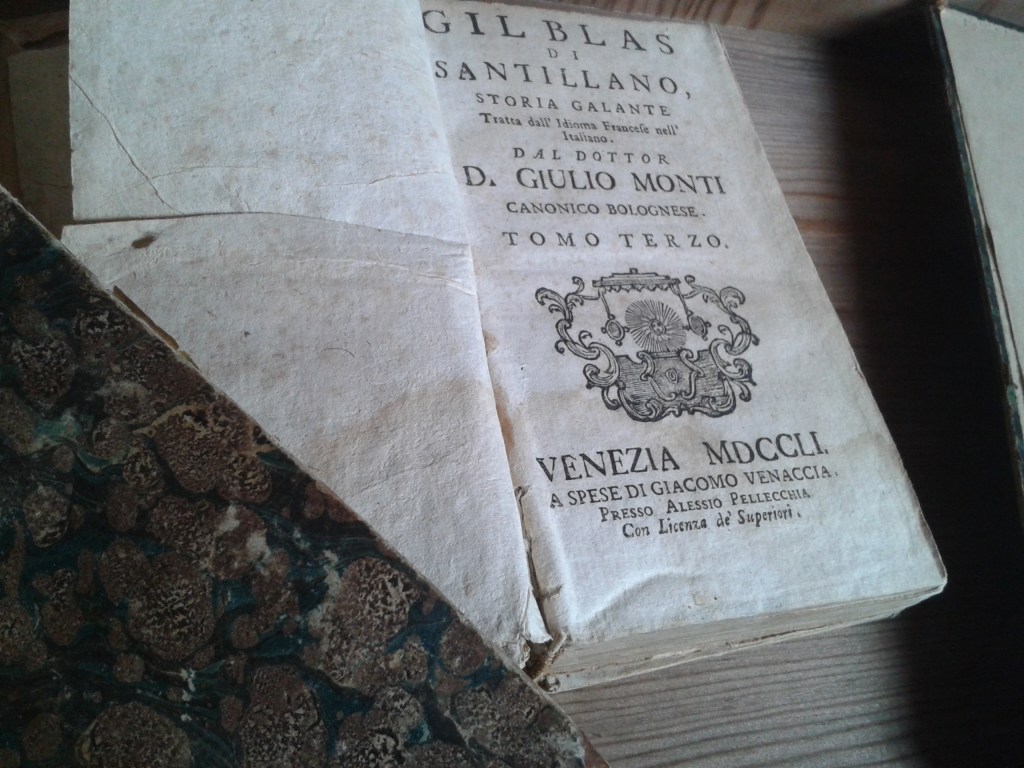 GIL BLAS
DI
SANTILLANO,
STORIA GALANTE
Tratta dall' Idioma Franceſe nell'
Italiano.
DAL DOTTOR
D. GIULIO MONTI
CANONICO BOLOGNESE.
TOMO TERZO.
VENEZIA MDCCLI.
A SPESE DI GIACOMO VENACCIA.
PRESSO ALESSIO PELLECCHIA
Con Licenza de' Superiori.